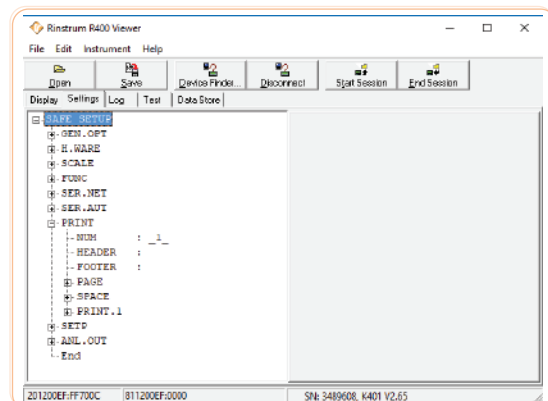 Rinstrum R400 Viewer
File Edit Instrument Help
Open Save Device Finder... Disconnect Start Session End Session
Display Settings Log Test Data Store
SAFE SETUP
GEN.OPT
H.WARE
SCALE
FUNC
SER.NET
SER.AUT
PRINT
NUM : _1_
HEADER :
FOOTER :
PAGE
SPACE
PRINT.1
SETP
ANL.OUT
End
201200EF:FF700C 811200EF:0000 SN: 3489608, K401 V2.65